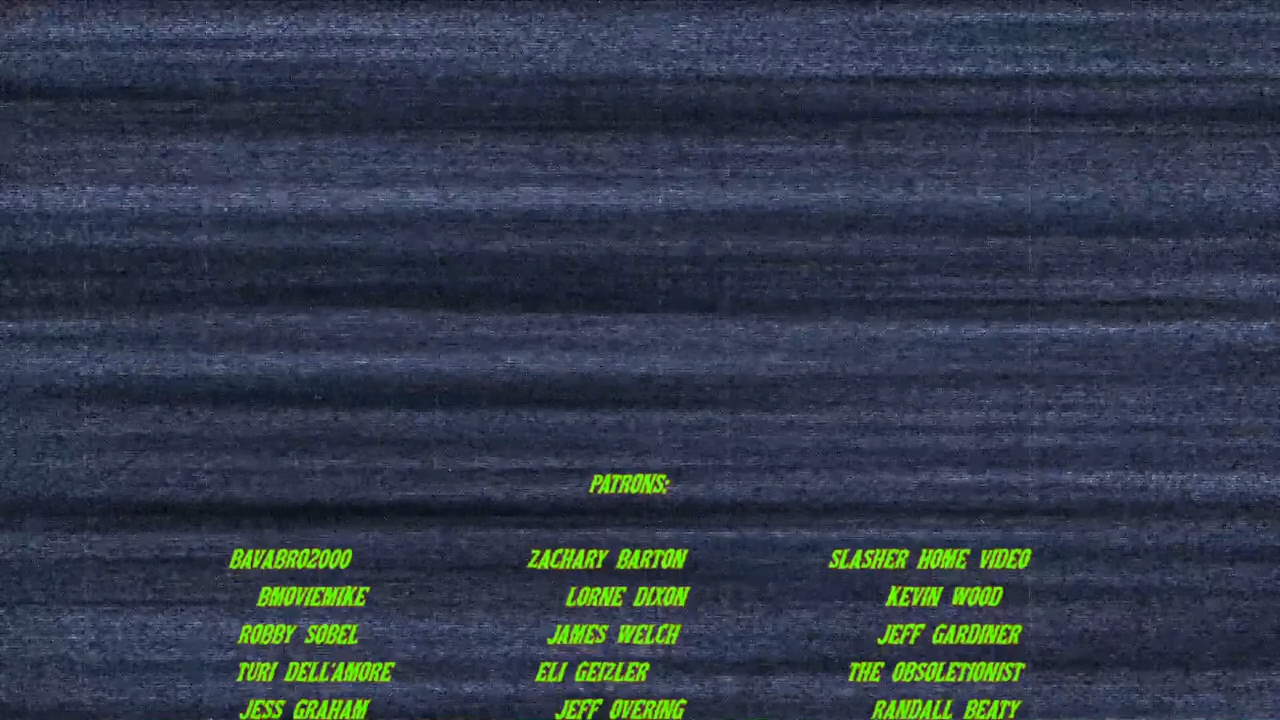 PATRONS:
BAVABRO2000 ZACHARY BARTON SLASHER HOME VIDEO
BMOVIEMIKE LORNE DIXON KEVIN WOOD
ROBBY SOBEL JAMES WELCH JEFF GARDINER
TURI DELL'AMORE ELI GEIZLER THE OBSOLETIONIST
JESS GRAHAM JEFF OVERING RANDALL BEATY